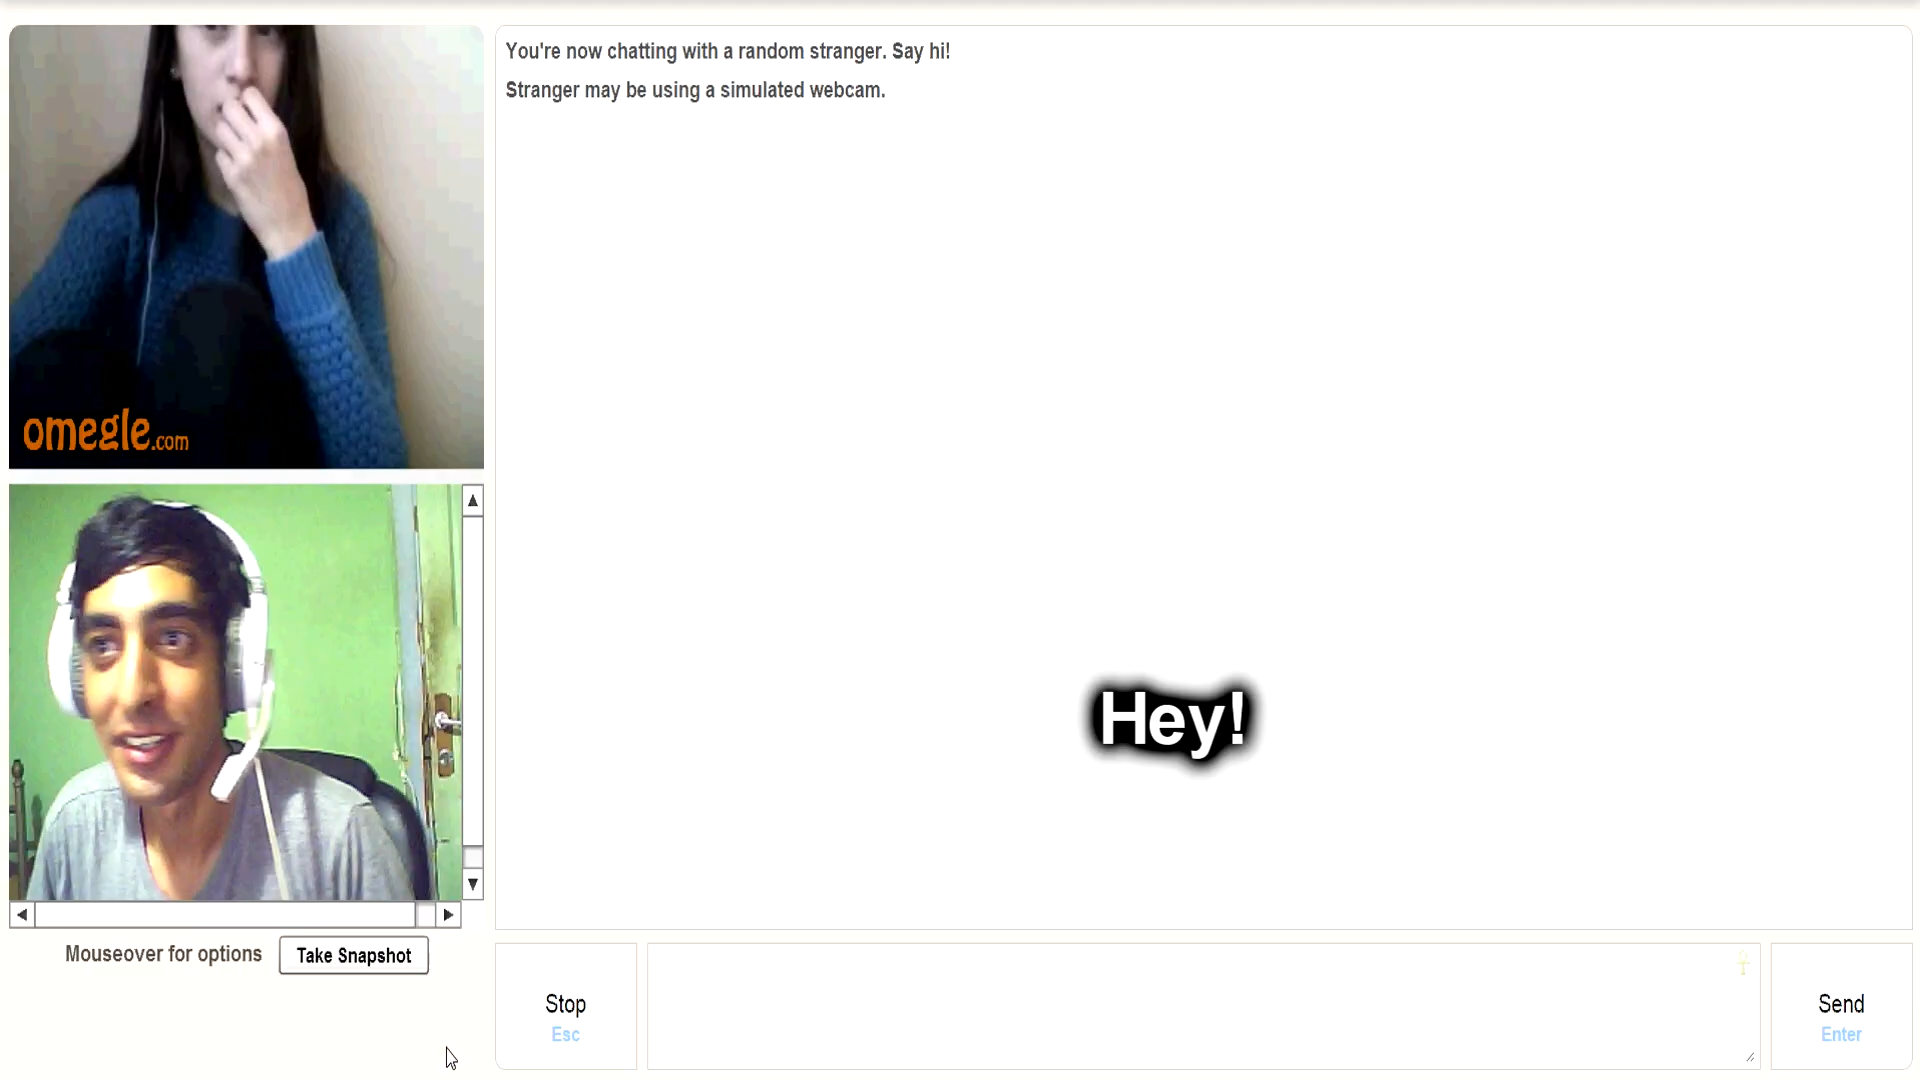 You're now chatting with a random stranger. Say hi!
Stranger may be using a simulated webcam.
omegle.com
Hey!
Mouseover for options
Take Snapshot
Stop
Esc
Send
Enter